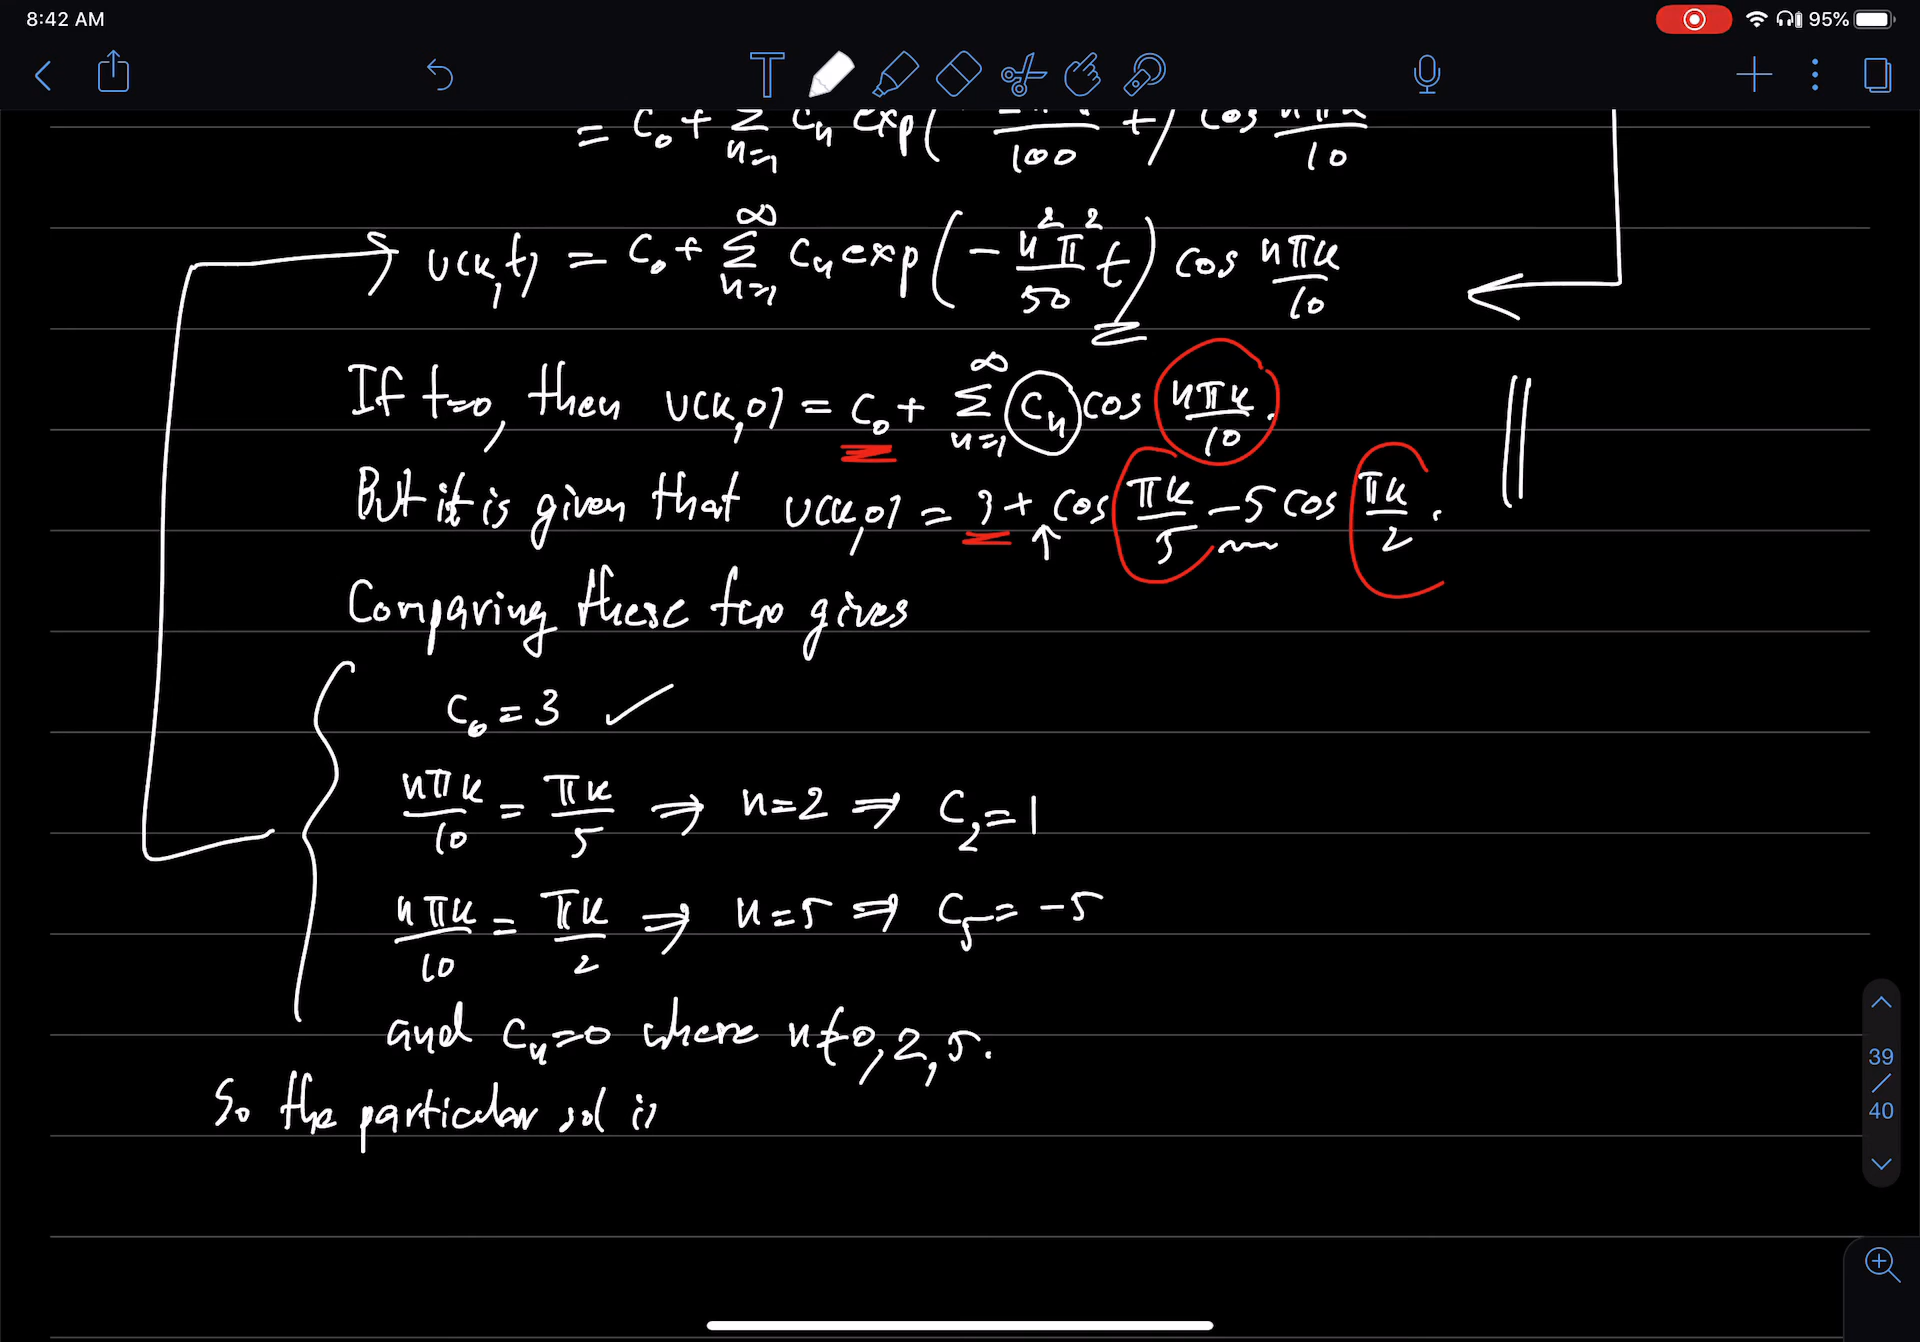 8:42 AM 95%
= C₀ + Σ n=1 Cn exp( 100 t) cos nπx/10
u(x,t) = C₀ + Σ n=1 ∞ Cn exp(-n²π²/50 t) cos nπx/10
If t=0, then u(x,0) = C₀ + Σ n=1 ∞ Cn cos nπx/10.
But it is given that u(x,0) = 3 + cos πx/5 - 5 cos πx/2.
Comparing these two gives
C₀ = 3 ✓
nπx/10 = πx/5 ⇒ n=2 ⇒ C₂ = 1
nπx/10 = πx/2 ⇒ n=5 ⇒ C₅ = -5
and Cn=0 where n≠0,2,5.
So the particular sol is
39
/
40